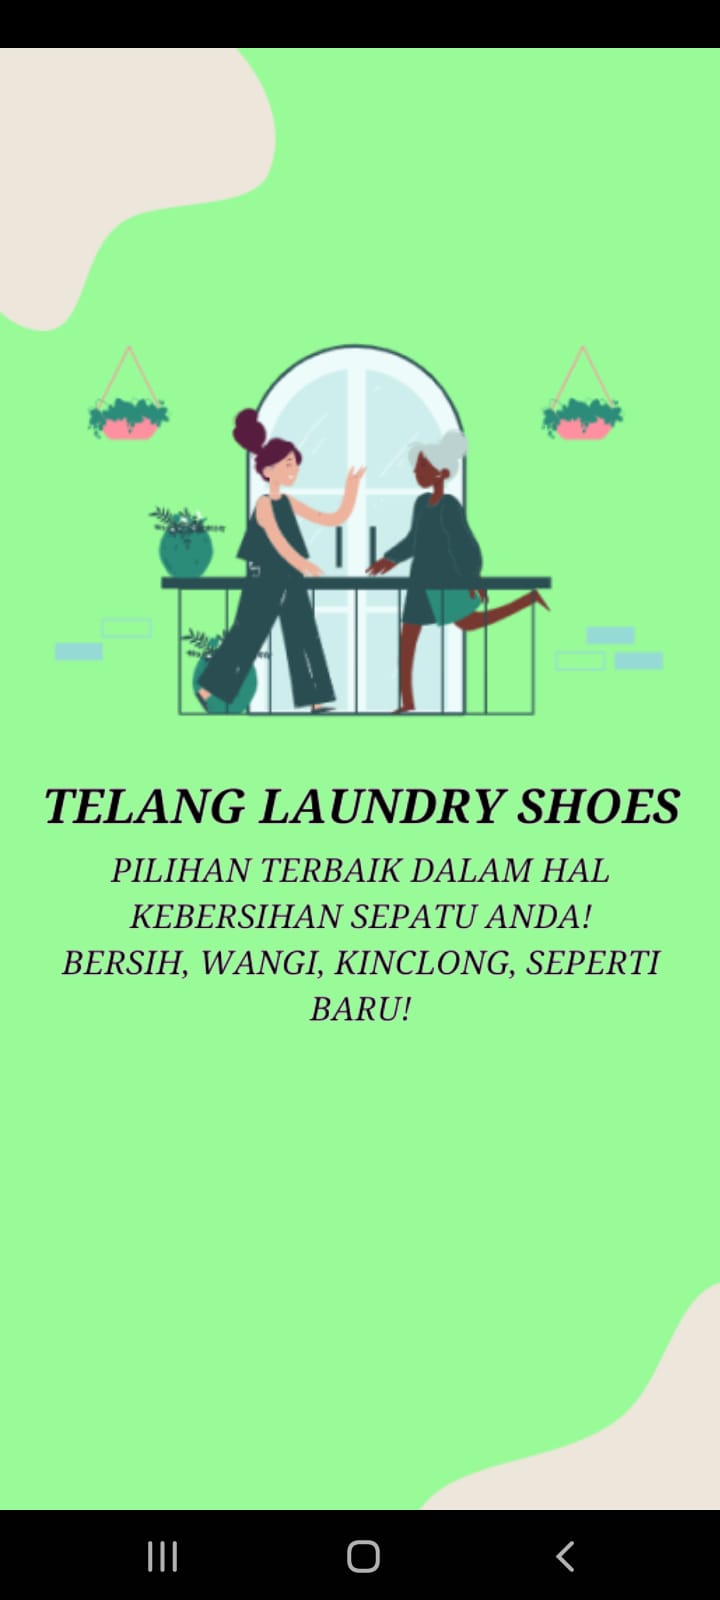 TELANG LAUNDRY SHOES
PILIHAN TERBAIK DALAM HAL
KEBERSIHAN SEPATU ANDA!
BERSIH, WANGI, KINCLONG, SEPERTI
BARU!